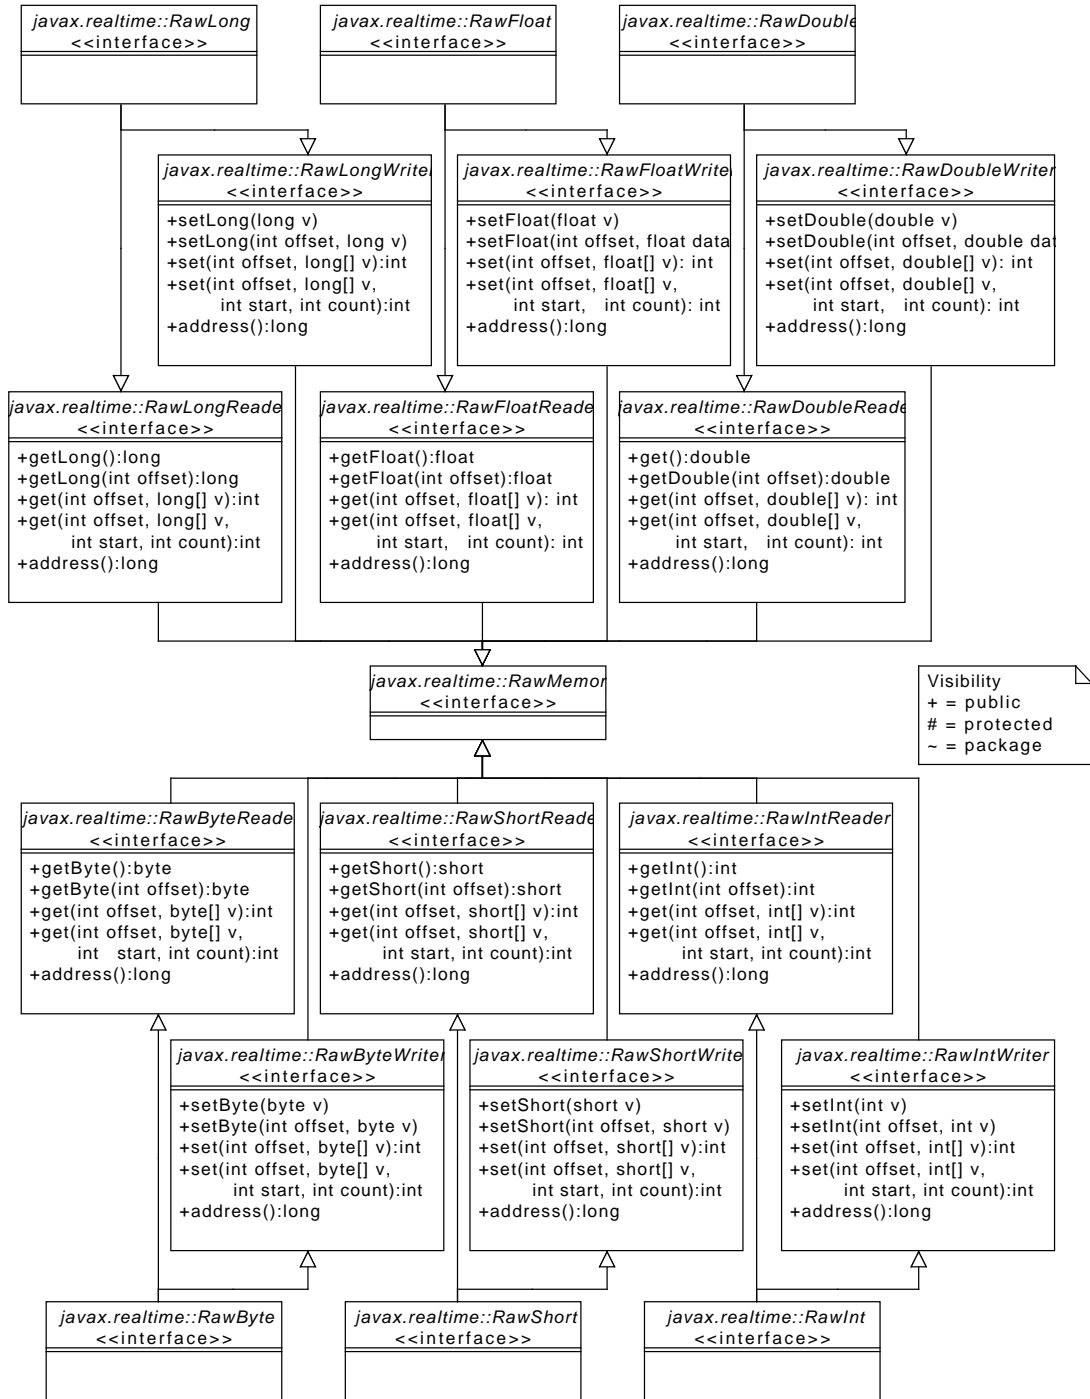 javax.realtime::RawLong
<<interface>>
javax.realtime::RawFloat
<<interface>>
javax.realtime::RawDouble
<<interface>>
javax.realtime::RawLongWriter
<<interface>>
+setLong(long v)
+setLong(int offset, long v)
+set(int offset, long[] v):int
+set(int offset, long[] v,
int start, int count):int
+address():long
javax.realtime::RawFloatWriter
<<interface>>
+setFloat(float v)
+setFloat(int offset, float data
+set(int offset, float[] v): int
+set(int offset, float[] v,
int start, int count): int
+address():long
javax.realtime::RawDoubleWriter
<<interface>>
+setDouble(double v)
+setDouble(int offset, double dat
+set(int offset, double[] v): int
+set(int offset, double[] v,
int start, int count): int
+address():long
javax.realtime::RawLongReade
<<interface>>
+getLong():long
+getLong(int offset):long
+get(int offset, long[] v):int
+get(int offset, long[] v,
int start, int count):int
+address():long
javax.realtime::RawFloatReade
<<interface>>
+getFloat():float
+getFloat(int offset):float
+get(int offset, float[] v): int
+get(int offset, float[] v,
int start, int count): int
+address():long
javax.realtime::RawDoubleReade
<<interface>>
+get():double
+getDouble(int offset):double
+get(int offset, double[] v): int
+get(int offset, double[] v,
int start, int count): int
+address():long
javax.realtime::RawMemor
<<interface>>
Visibility
+ = public
# = protected
~ = package
javax.realtime::RawByteReade
<<interface>>
+getByte():byte
+getByte(int offset):byte
+get(int offset, byte[] v):int
+get(int offset, byte[] v,
int start, int count):int
+address():long
javax.realtime::RawShortReade
<<interface>>
+getShort():short
+getShort(int offset):short
+get(int offset, short[] v):int
+get(int offset, short[] v,
int start, int count):int
+address():long
javax.realtime::RawIntReader
<<interface>>
+getInt():int
+getInt(int offset):int
+get(int offset, int[] v):int
+get(int offset, int[] v,
int start, int count):int
+address():long
javax.realtime::RawByteWriter
<<interface>>
+setByte(byte v)
+setByte(int offset, byte v)
+set(int offset, byte[] v):int
+set(int offset, byte[] v,
int start, int count):int
+address():long
javax.realtime::RawShortWrite
<<interface>>
+setShort(short v)
+setShort(int offset, short v)
+set(int offset, short[] v):int
+set(int offset, short[] v,
int start, int count):int
+address():long
javax.realtime::RawIntWriter
<<interface>>
+setInt(int v)
+setInt(int offset, int v)
+set(int offset, int[] v):int
+set(int offset, int[] v,
int start, int count):int
+address():long
javax.realtime::RawByte
<<interface>>
javax.realtime::RawShort
<<interface>>
javax.realtime::RawInt
<<interface>>